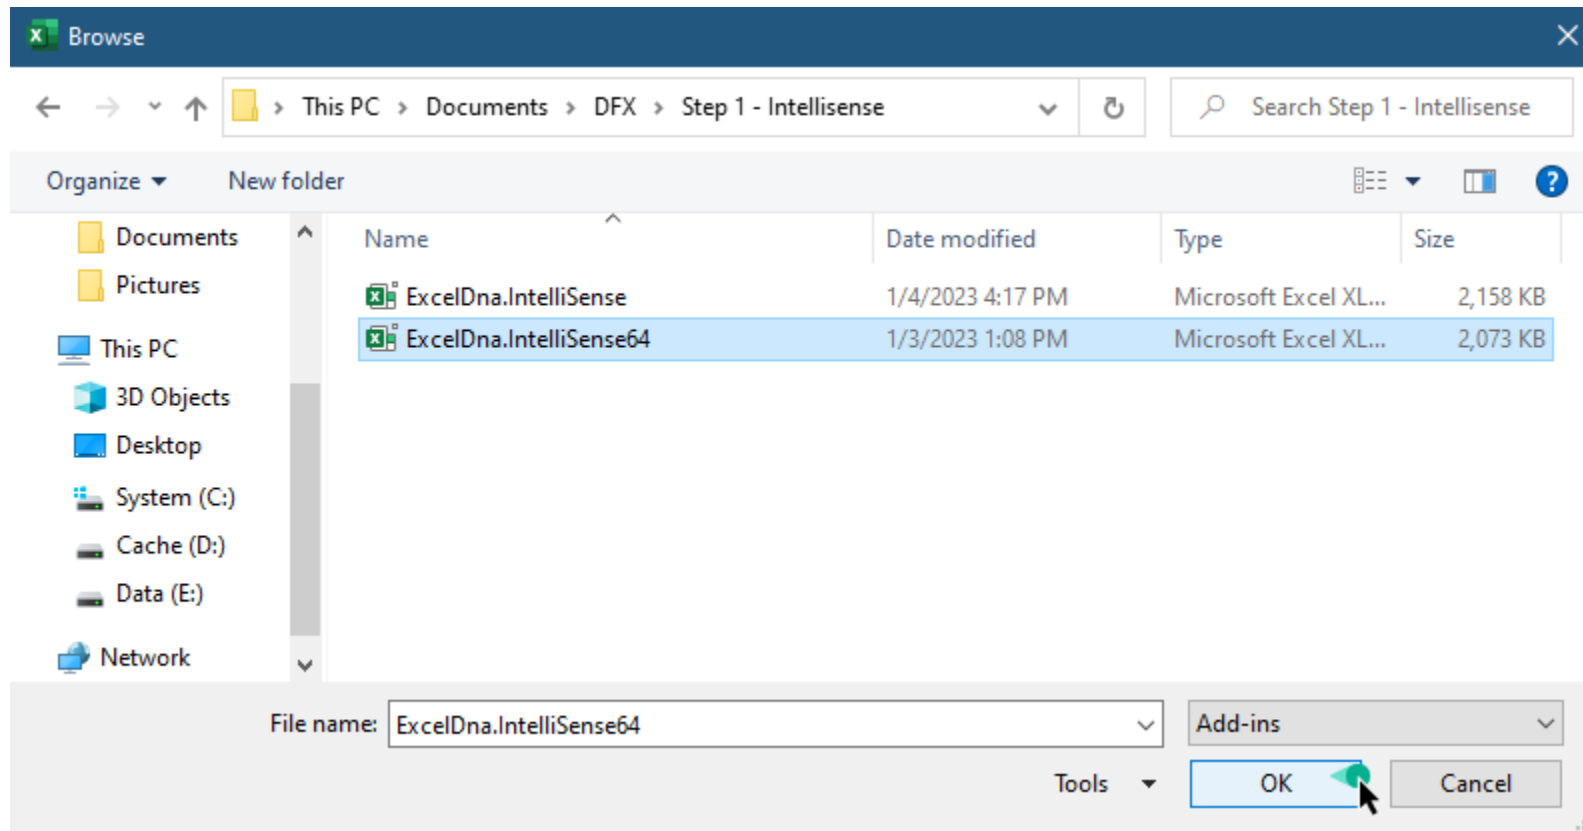 Browse
This PC > Documents > DFX > Step 1 - Intellisense
Search Step 1 - Intellisense
Organize
New folder
Documents
Pictures
This PC
3D Objects
Desktop
System (C:)
Cache (D:)
Data (E:)
Network
Name Date modified Type Size
ExcelDna.IntelliSense 1/4/2023 4:17 PM Microsoft Excel XL... 2,158 KB
ExcelDna.IntelliSense64 1/3/2023 1:08 PM Microsoft Excel XL... 2,073 KB
File name: ExcelDna.IntelliSense64
Add-ins
Tools
OK
Cancel